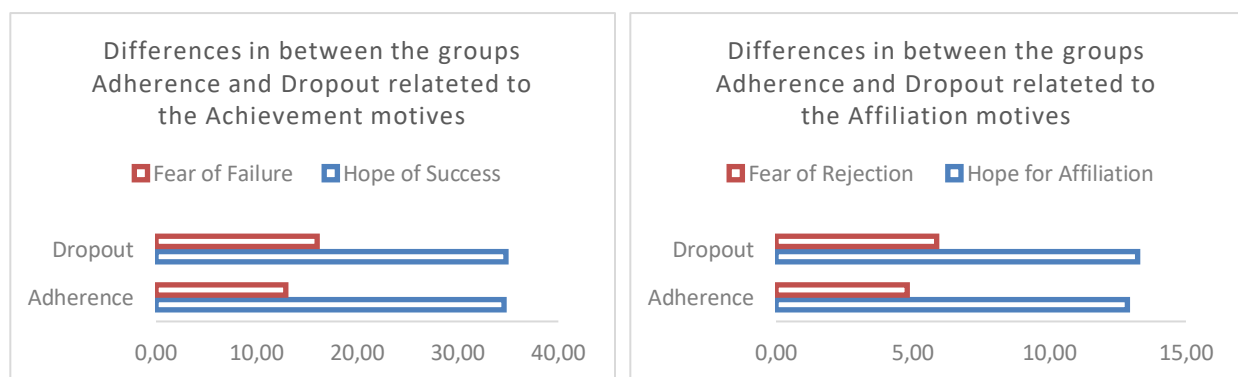 Differences in between the groups
Adherence and Dropout relateted to
the Achievement motives
Fear of Failure Hope of Success
Dropout
Adherence
0,00 10,00 20,00 30,00 40,00
Differences in between the groups
Adherence and Dropout relateted to
the Affiliation motives
Fear of Rejection Hope for Affiliation
Dropout
Adherence
0,00 5,00 10,00 15,00